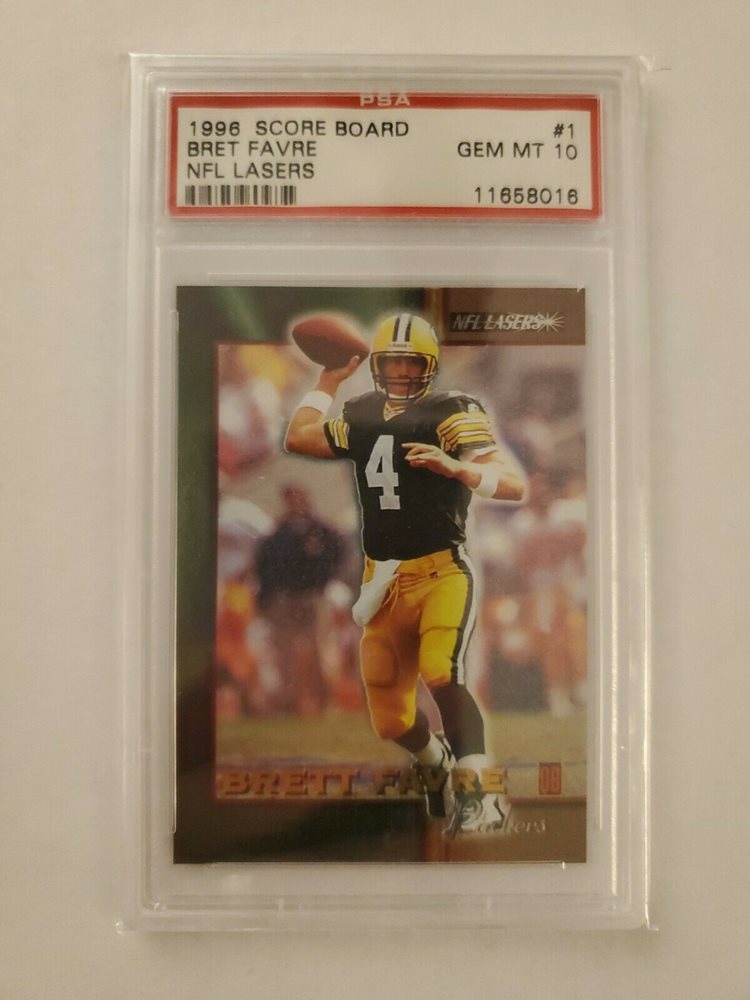 PSA
1996 SCORE BOARD #1
BRET FAVRE GEM MT 10
NFL LASERS
11658016
NFL LASERS
4
BRETT FAVRE QB
Packers